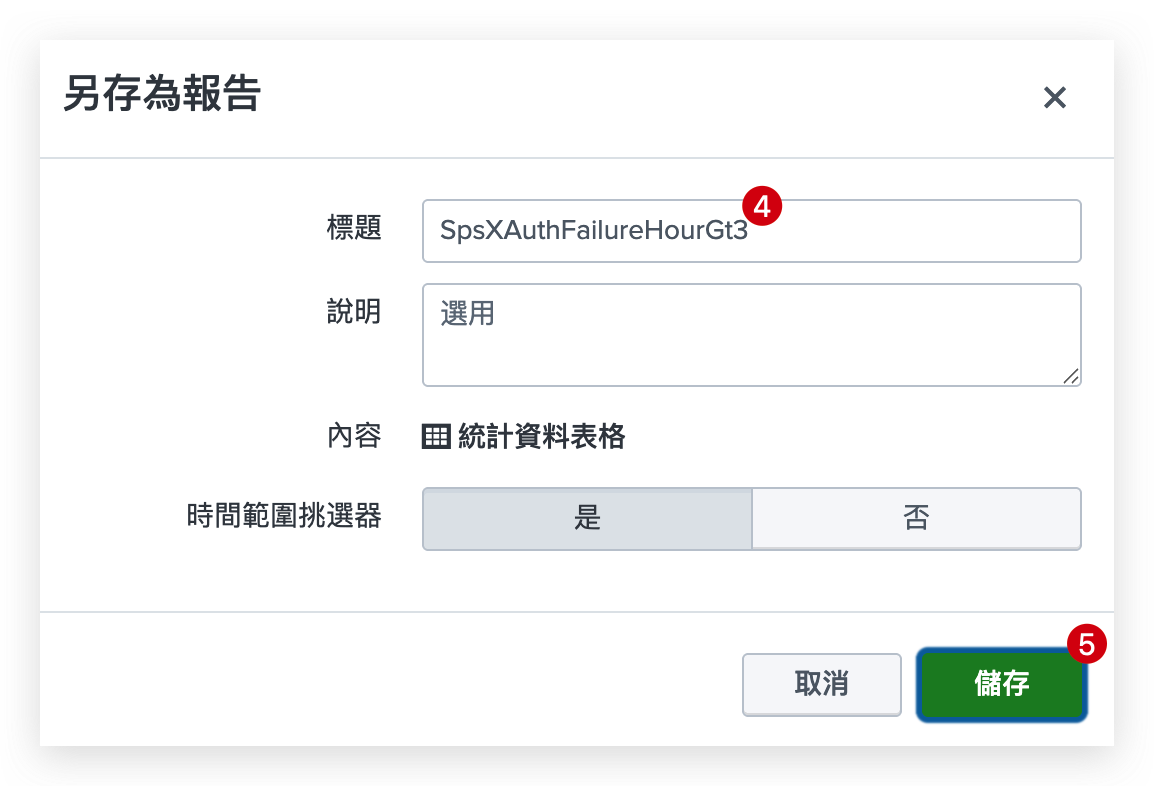 另存為報告
4
標題 SpsXAuthFailureHourGt3
說明 選用
內容 統計資料表格
時間範圍挑選器 是 否
5
取消 儲存